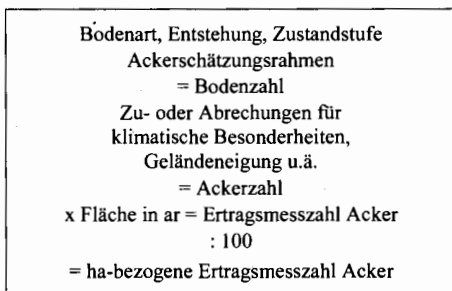 Bodenart, Entstehung, Zustandstufe
Ackerschätzungsrahmen
= Bodenzahl
Zu- oder Abrechungen für
klimatische Besonderheiten,
Geländeneigung u.ä.
= Ackerzahl
x Fläche in ar = Ertragsmesszahl Acker
: 100
= ha-bezogene Ertragsmesszahl Acker